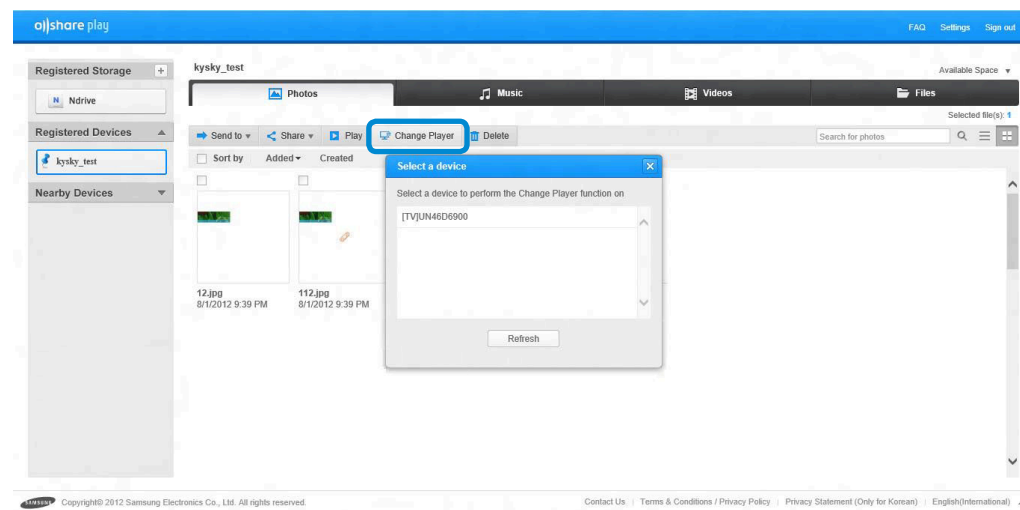 allshare play
FAQ Settings Sign out
Registered Storage +
kysky_test
Available Space
N Ndrive
Photos Music Videos Files
Selected file(s): 1
Registered Devices
Send to Share Play Change Player Delete
Search for photos
kysky_test
Sort by Added Created
Select a device
Nearby Devices
Select a device to perform the Change Player function on
[TV]UN46D6900
12.jpg
8/1/2012 9:39 PM
112.jpg
8/1/2012 9:39 PM
Refresh
SAMSUNG Copyright© 2012 Samsung Electronics Co., Ltd. All rights reserved.
Contact Us | Terms & Conditions / Privacy Policy | Privacy Statement (Only for Korean) | English(International)